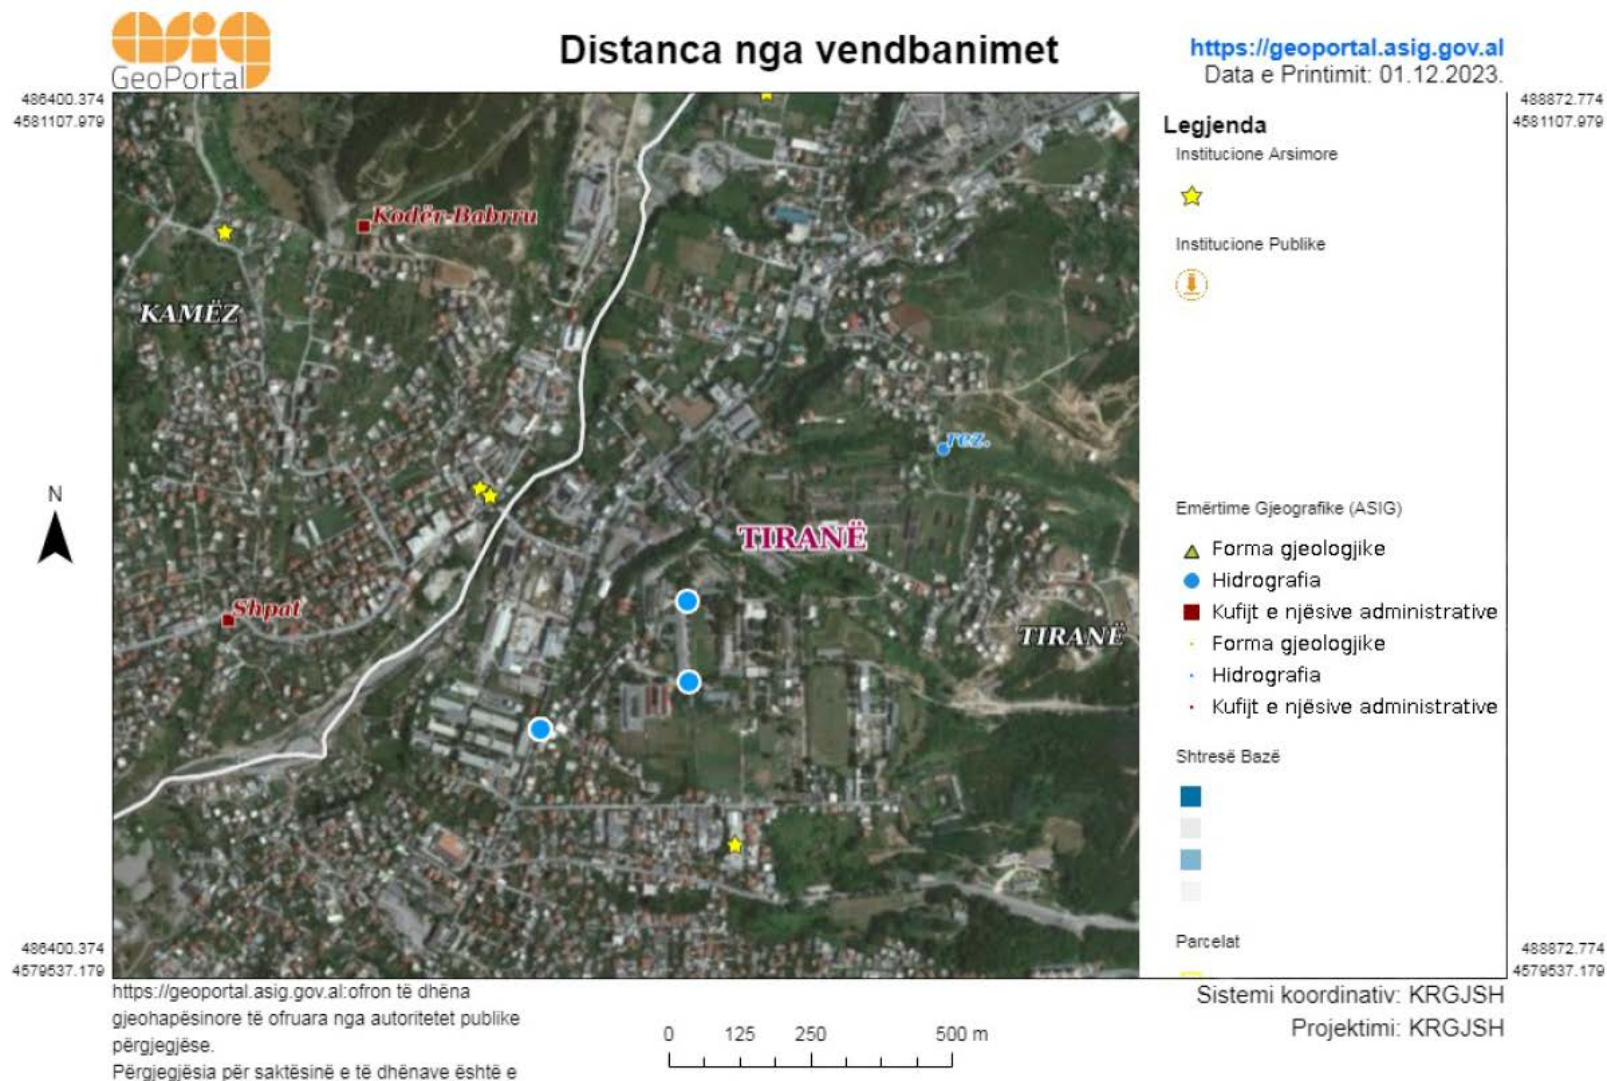 asig
GeoPortal
Distanca nga vendbanimet
https://geoportal.asig.gov.al
Data e Printimit: 01.12.2023.
486400.374
4581107.979
488872.774
4581107.979
Kodër-Babrru
KAMËZ
rez.
TIRANË
Shpat
TIRANË
N
Legjenda
Institucione Arsimore
Institucione Publike
Emërtime Gjeografike (ASIG)
Forma gjeologjike
Hidrografia
Kufijt e njësive administrative
Forma gjeologjike
Hidrografia
Kufijt e njësive administrative
Shtresë Bazë
Parcelat
486400.374
4579537.179
488872.774
4579537.179
https://geoportal.asig.gov.al:ofron të dhëna
gjeohapësinore të ofruara nga autoritetet publike
përgjegjëse.
Përgjegjësia për saktësinë e të dhënave është e
0 125 250 500 m
Sistemi koordinativ: KRGJSH
Projektimi: KRGJSH